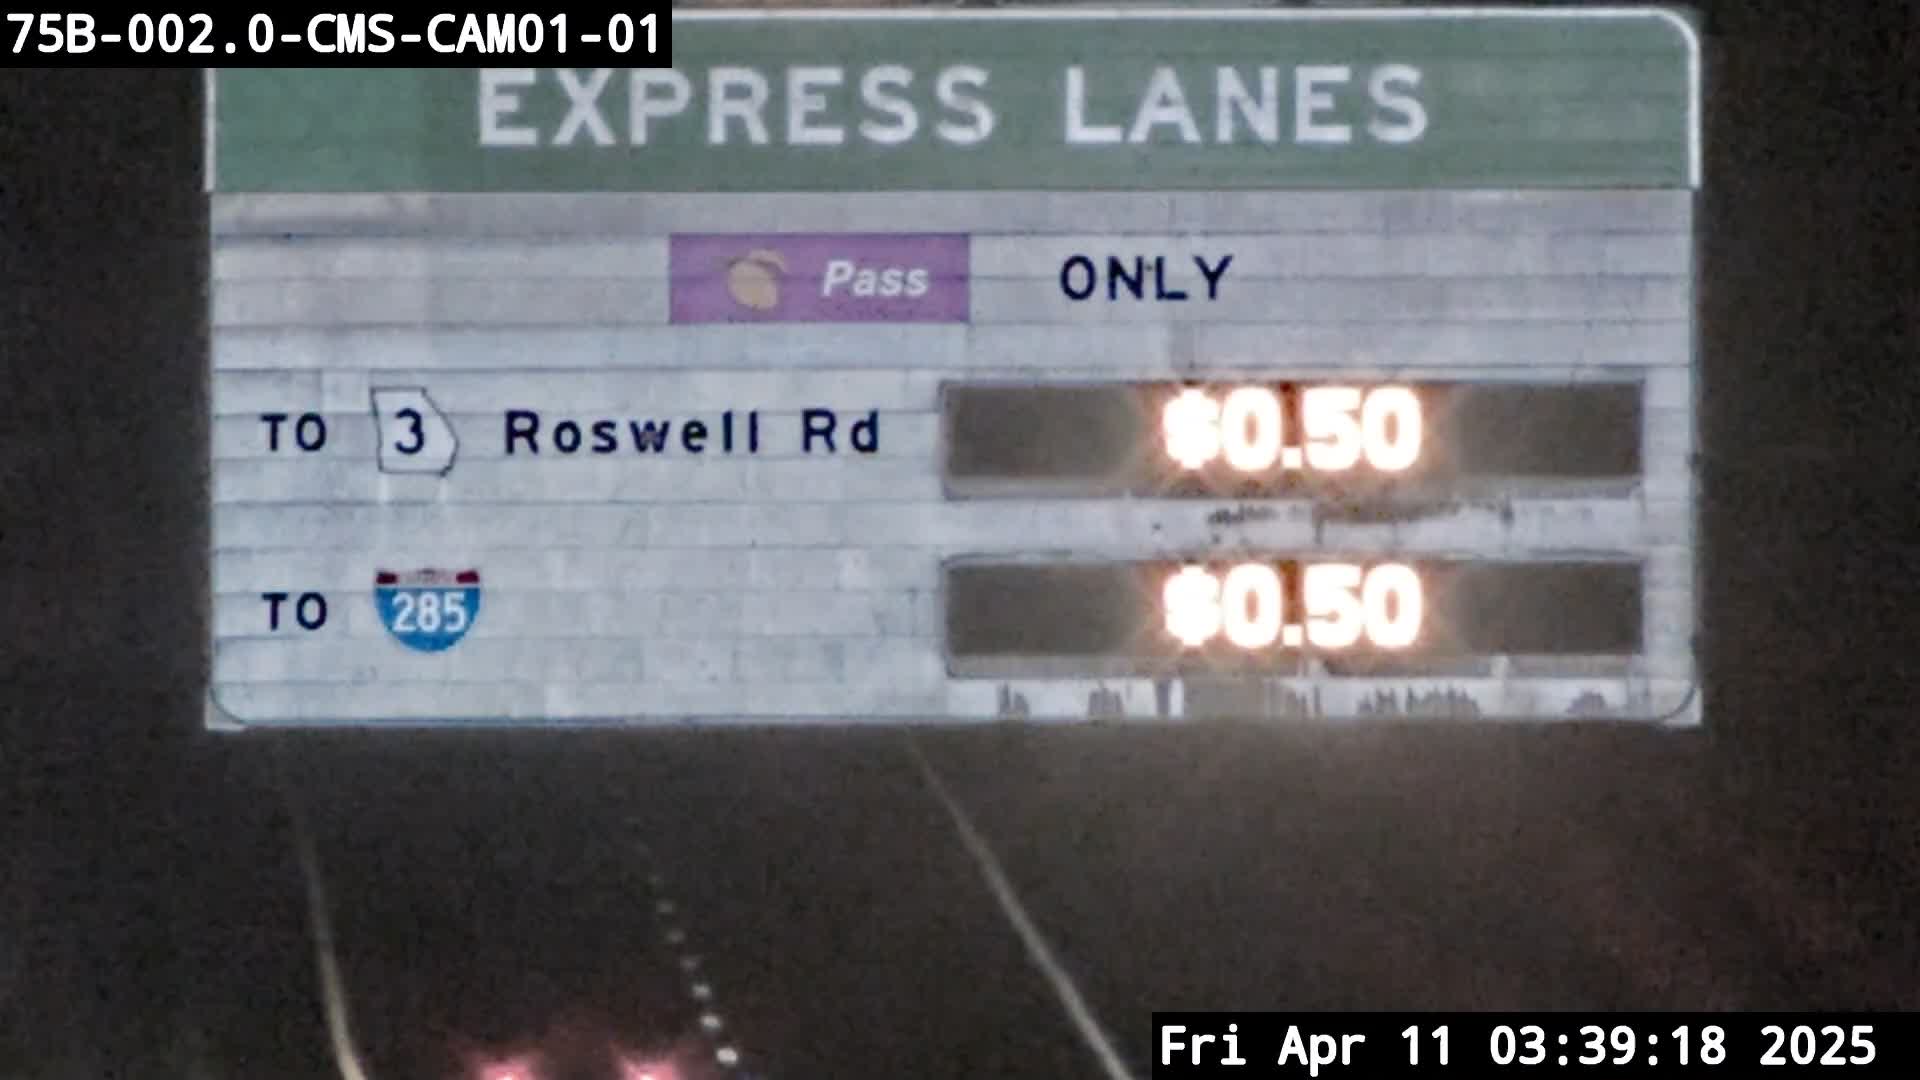 75B-002.0-CMS-CAM01-01
EXPRESS LANES
Pass ONLY
TO 3 Roswell Rd $0.50
TO 285 $0.50
Fri Apr 11 03:39:18 2025